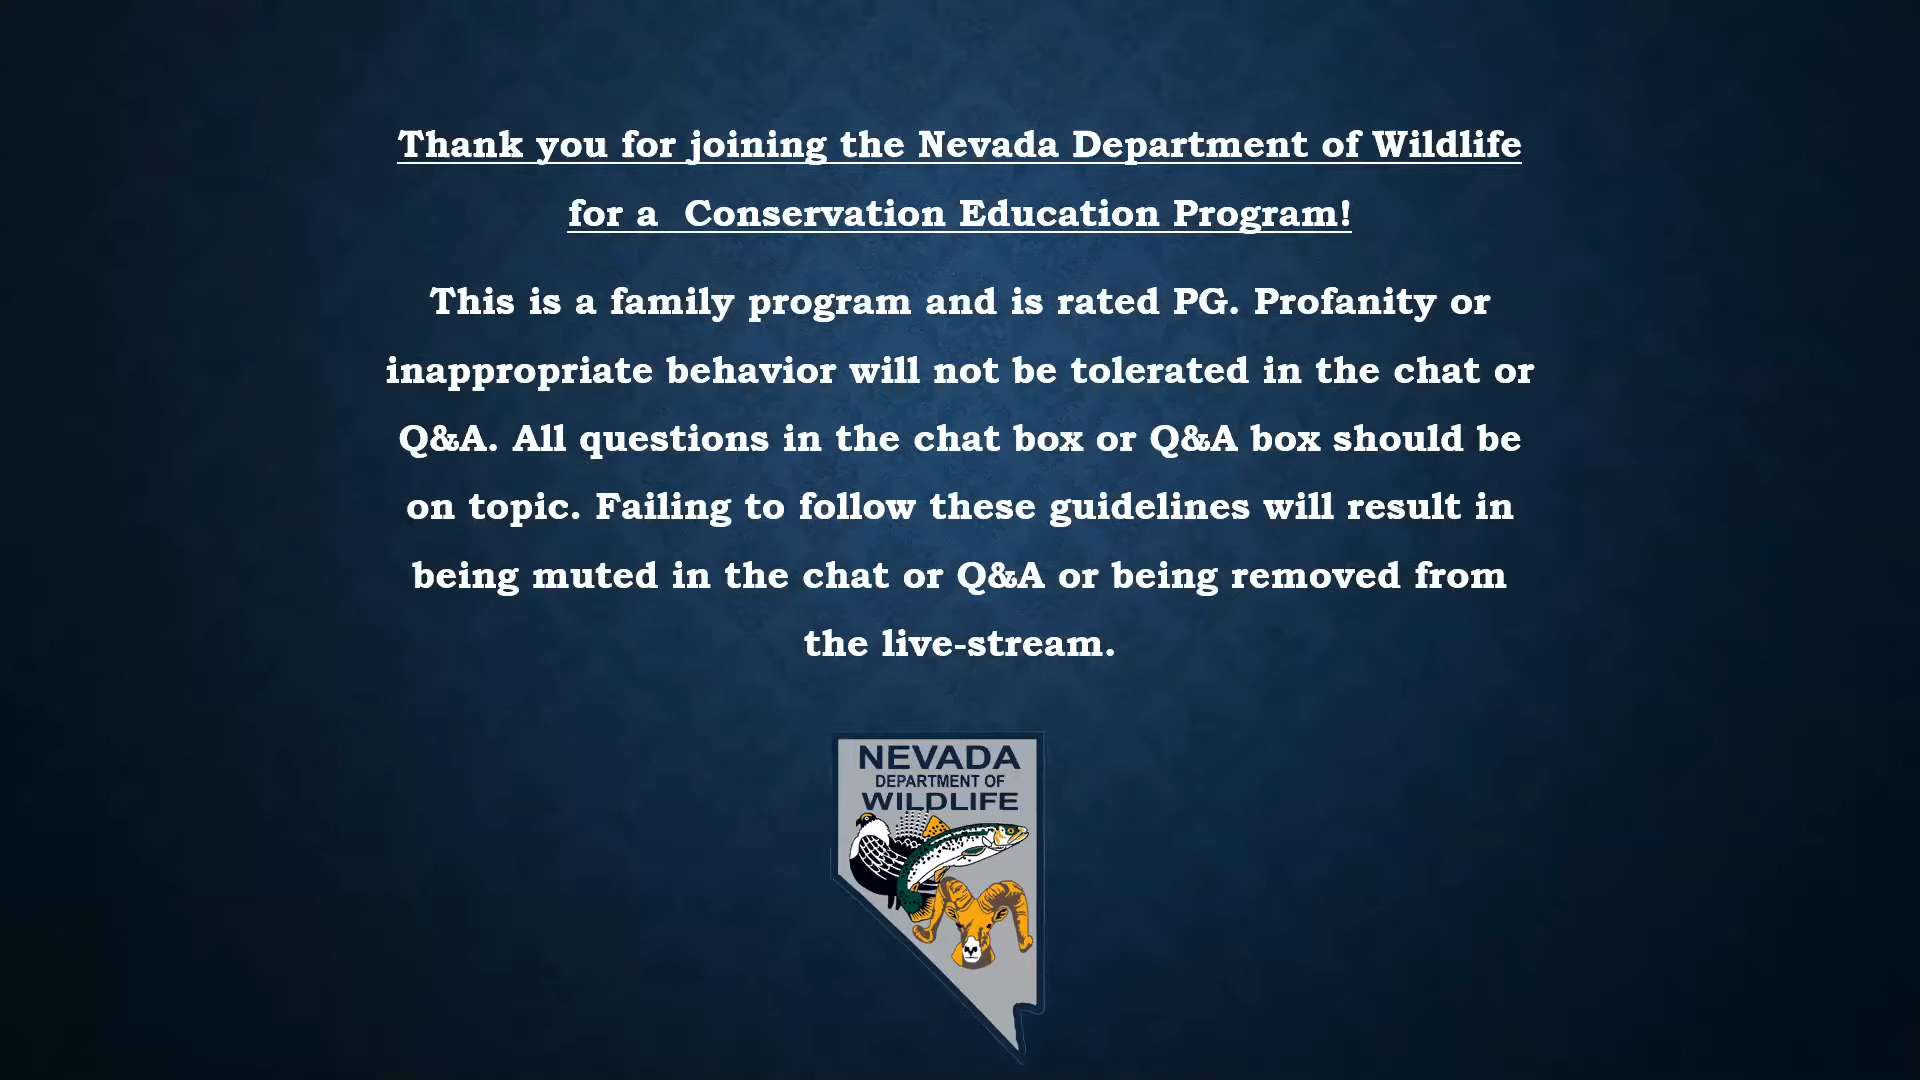 Thank you for joining the Nevada Department of Wildlife
for a  Conservation Education Program!
This is a family program and is rated PG. Profanity or
inappropriate behavior will not be tolerated in the chat or
Q&A. All questions in the chat box or Q&A box should be
on topic. Failing to follow these guidelines will result in
being muted in the chat or Q&A or being removed from
the live-stream.
NEVADA
DEPARTMENT OF
WILDLIFE